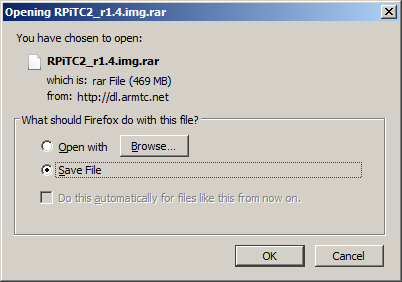 Opening RPiTC2_r1.4.img.rar
You have chosen to open:
RPiTC2_r1.4.img.rar
which is: rar File (469 MB)
from: http://dl.armtc.net
What should Firefox do with this file?
Open with Browse...
Save File
Do this automatically for files like this from now on.
OK Cancel